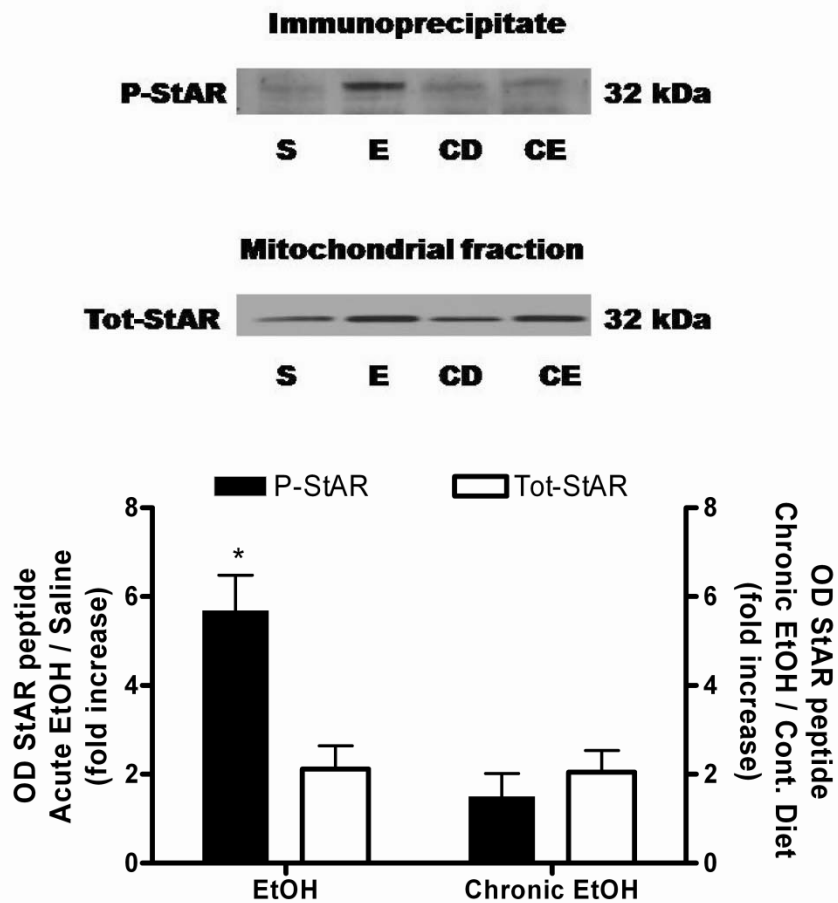 Immunoprecipitate
P-StAR
32 kDa
S E CD CE
Mitochondrial fraction
Tot-StAR
32 kDa
S E CD CE
P-StAR
Tot-StAR
OD StAR peptide
Acute EtOH / Saline
(fold increase)
8
6
4
2
0
*
8
6
4
2
0
OD StAR peptide
Chronic EtOH / Cont. Diet
(fold increase)
EtOH
Chronic EtOH